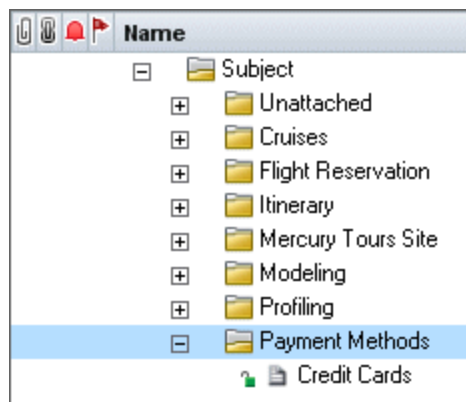 Name
Subject
Unattached
Cruises
Flight Reservation
Itinerary
Mercury Tours Site
Modeling
Profiling
Payment Methods
Credit Cards